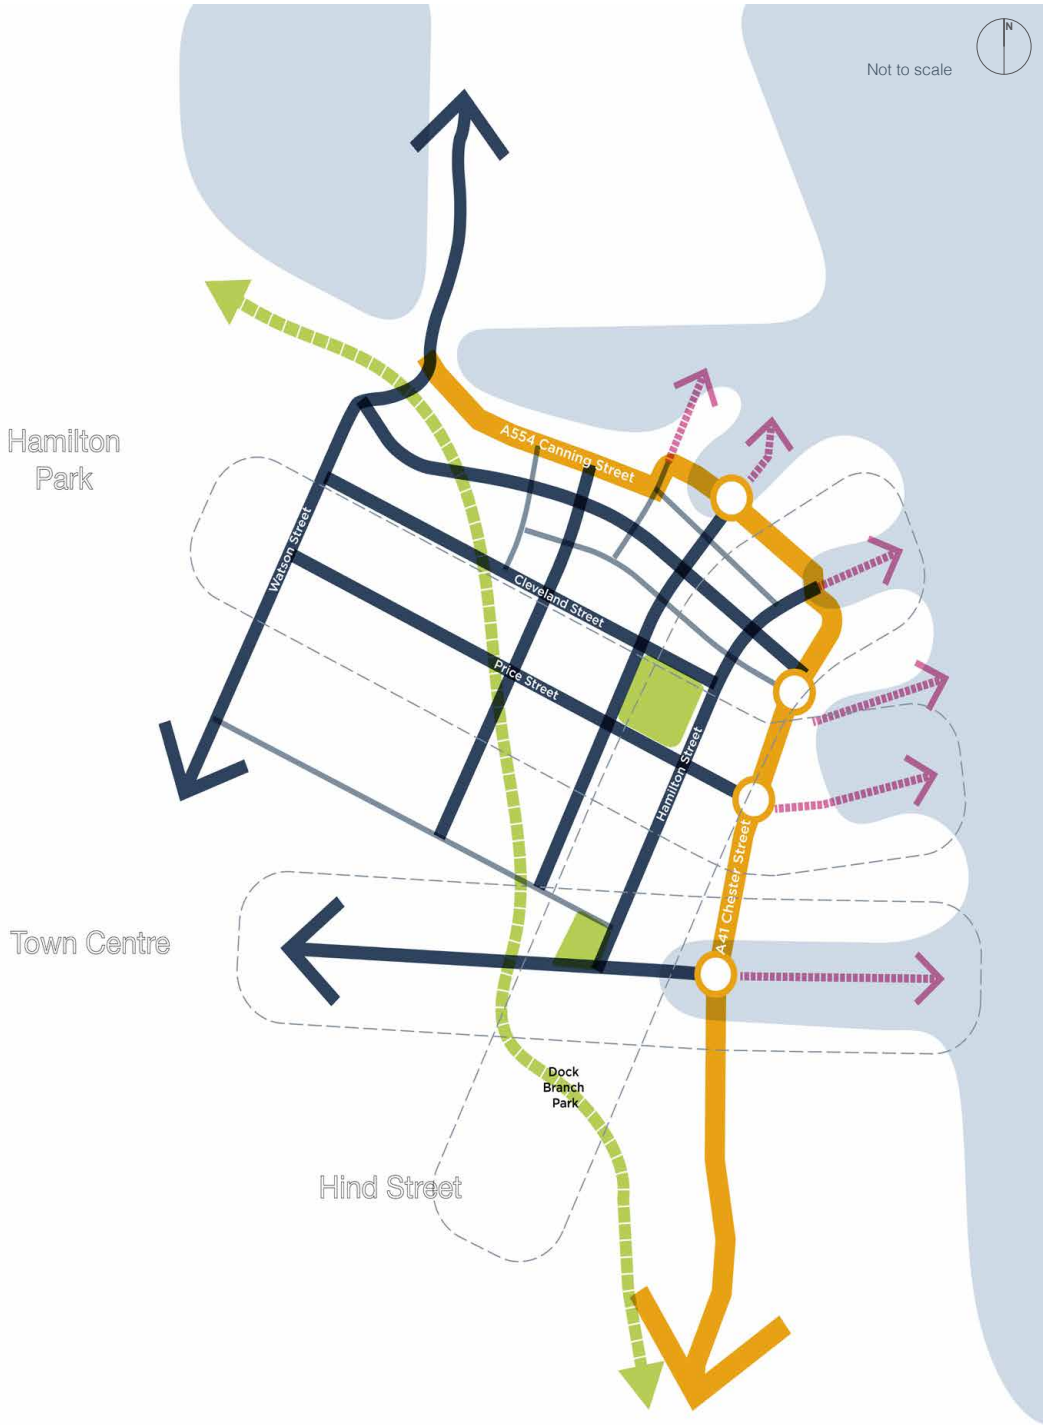 N
Not to scale
A554 Canning Street
Hamilton
Park
Watson Street
Cleveland Street
Price Street
Hamilton Street
A41 Chester Street
Town Centre
Dock
Branch
Park
Hind Street